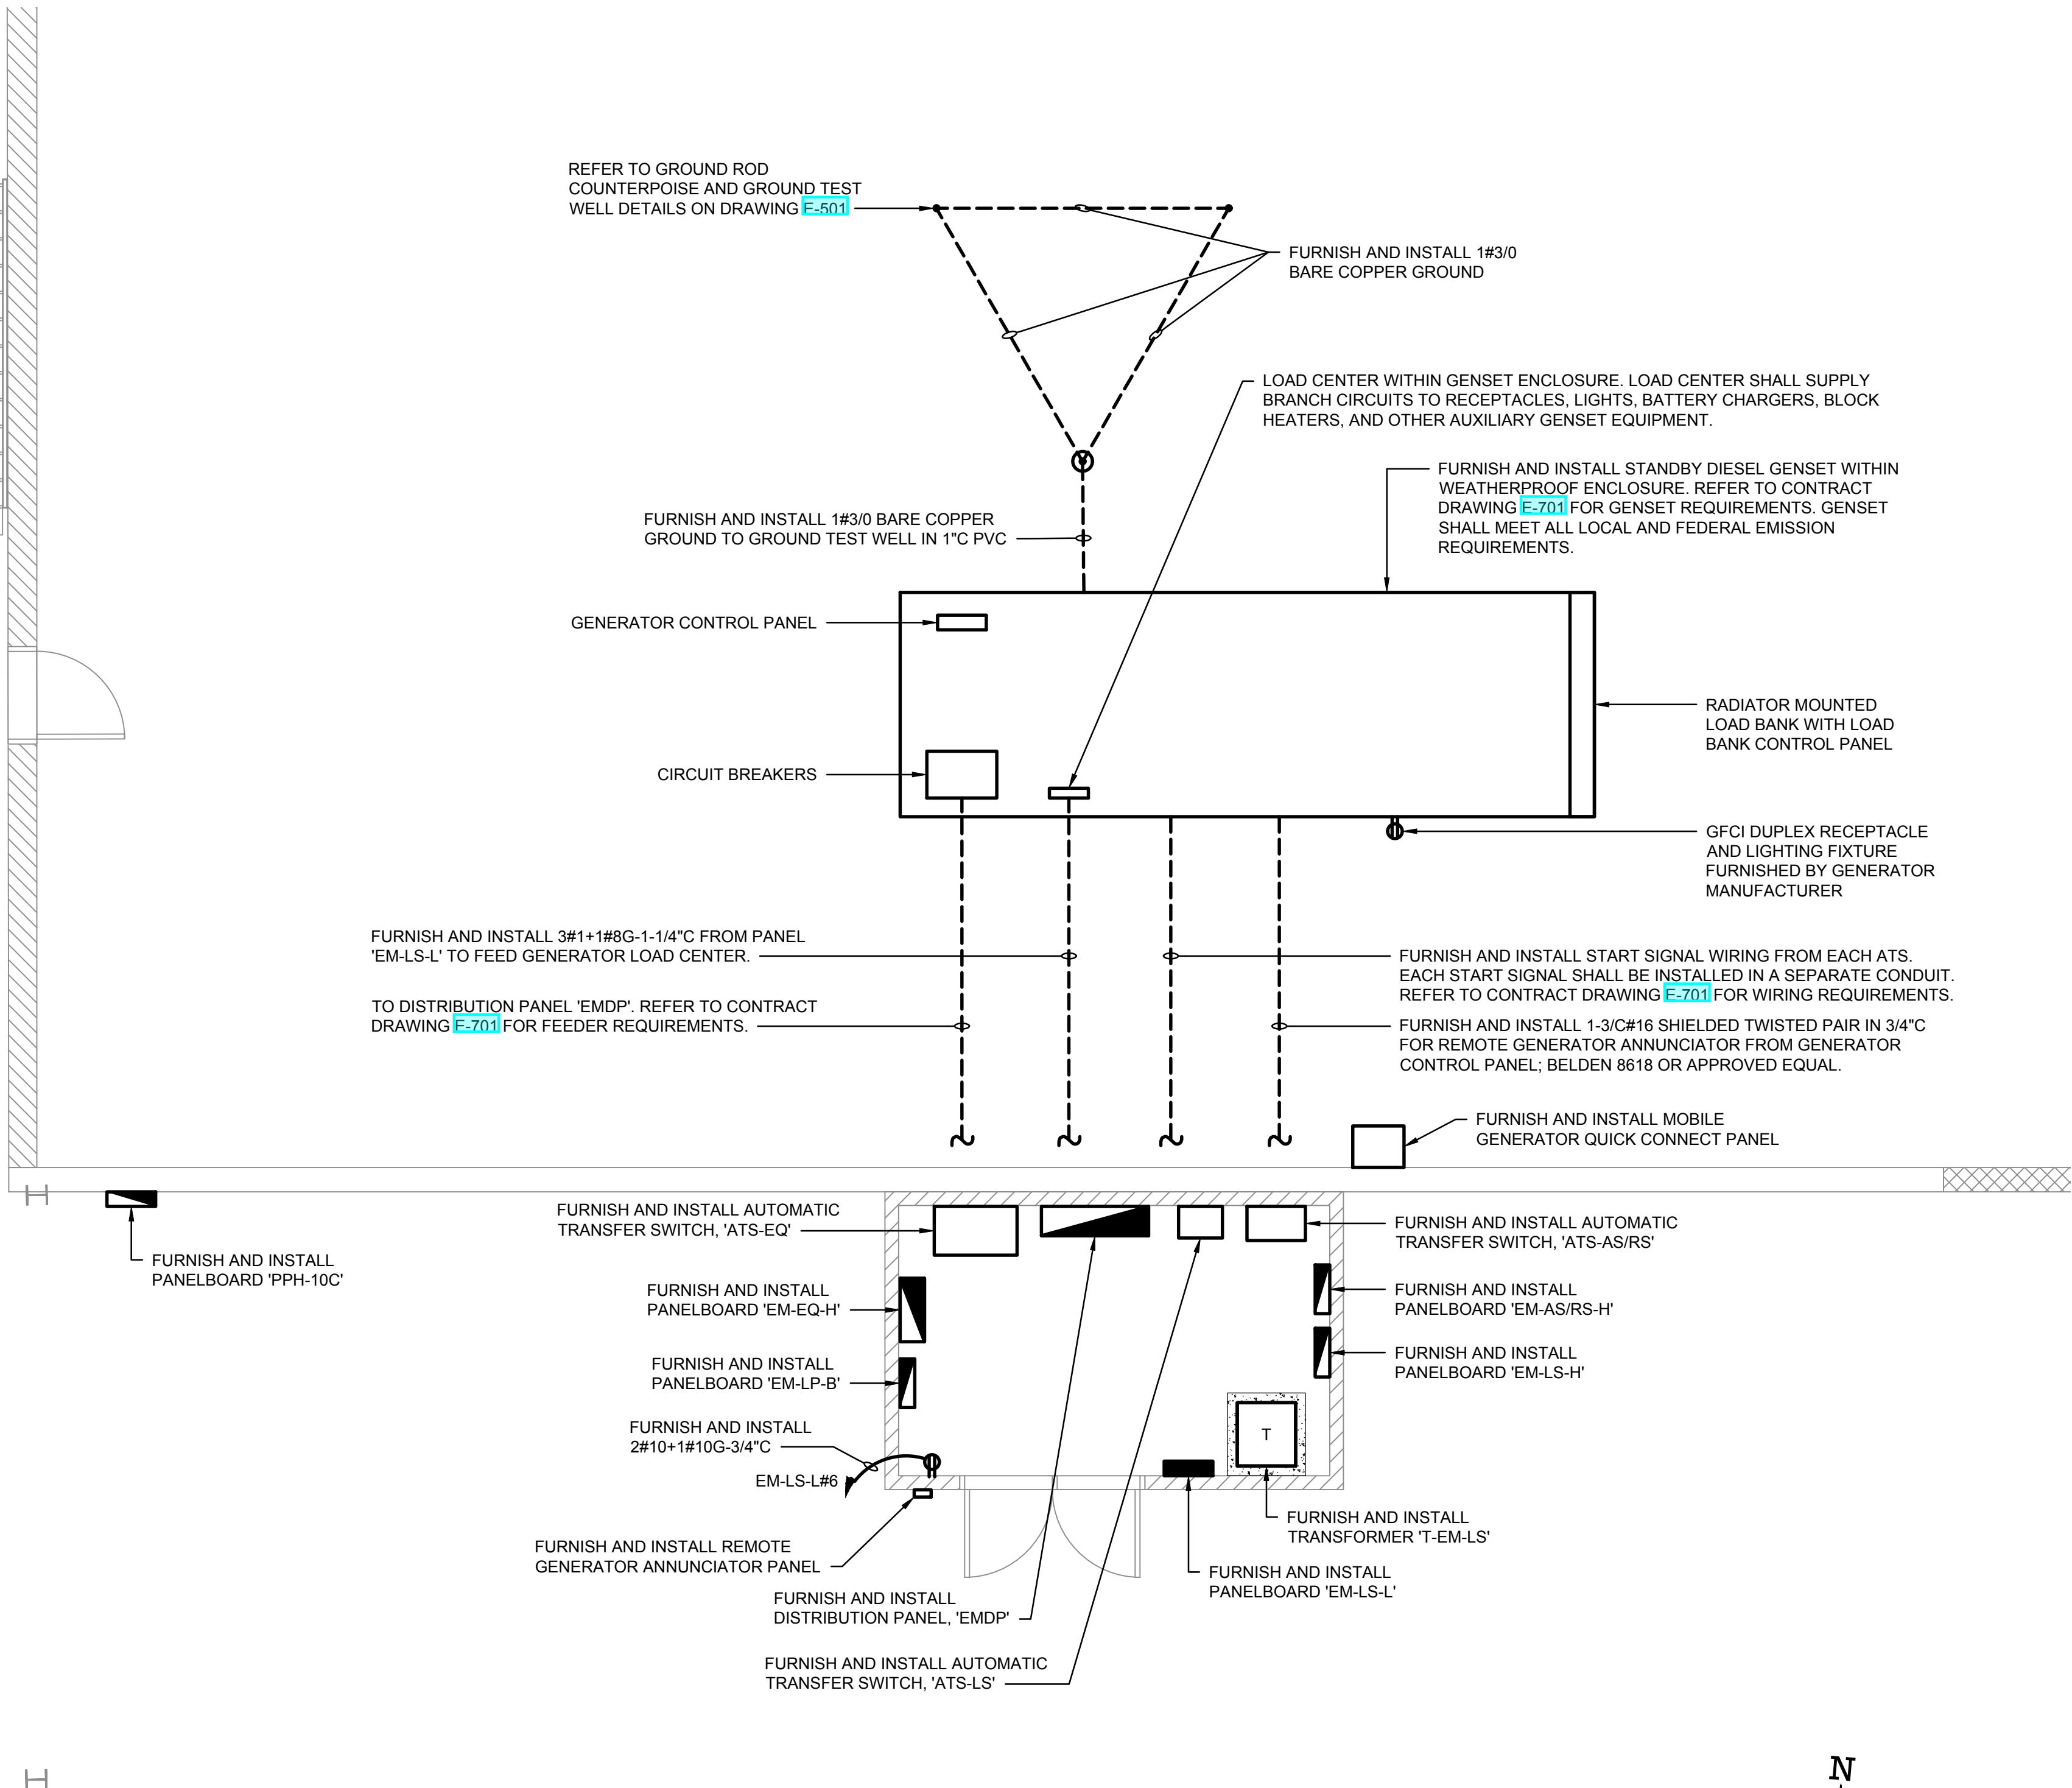 REFER TO GROUND ROD
COUNTERPOISE AND GROUND TEST
WELL DETAILS ON DRAWING E-501
FURNISH AND INSTALL 1#3/0
BARE COPPER GROUND
LOAD CENTER WITHIN GENSET ENCLOSURE. LOAD CENTER SHALL SUPPLY
BRANCH CIRCUITS TO RECEPTACLES, LIGHTS, BATTERY CHARGERS, BLOCK
HEATERS, AND OTHER AUXILIARY GENSET EQUIPMENT.
FURNISH AND INSTALL STANDBY DIESEL GENSET WITHIN
WEATHERPROOF ENCLOSURE. REFER TO CONTRACT
DRAWING E-701 FOR GENSET REQUIREMENTS. GENSET
SHALL MEET ALL LOCAL AND FEDERAL EMISSION
REQUIREMENTS.
FURNISH AND INSTALL 1#3/0 BARE COPPER
GROUND TO GROUND TEST WELL IN 1"C PVC
GENERATOR CONTROL PANEL
RADIATOR MOUNTED
LOAD BANK WITH LOAD
BANK CONTROL PANEL
CIRCUIT BREAKERS
GFCI DUPLEX RECEPTACLE
AND LIGHTING FIXTURE
FURNISHED BY GENERATOR
MANUFACTURER
FURNISH AND INSTALL 3#1+1#8G-1-1/4"C FROM PANEL
'EM-LS-L' TO FEED GENERATOR LOAD CENTER.
FURNISH AND INSTALL START SIGNAL WIRING FROM EACH ATS.
EACH START SIGNAL SHALL BE INSTALLED IN A SEPARATE CONDUIT.
REFER TO CONTRACT DRAWING E-701 FOR WIRING REQUIREMENTS.
TO DISTRIBUTION PANEL 'EMDP'. REFER TO CONTRACT
DRAWING E-701 FOR FEEDER REQUIREMENTS.
FURNISH AND INSTALL 1-3/C#16 SHIELDED TWISTED PAIR IN 3/4"C
FOR REMOTE GENERATOR ANNUNCIATOR FROM GENERATOR
CONTROL PANEL; BELDEN 8618 OR APPROVED EQUAL.
FURNISH AND INSTALL MOBILE
GENERATOR QUICK CONNECT PANEL
FURNISH AND INSTALL AUTOMATIC
TRANSFER SWITCH, 'ATS-EQ'
FURNISH AND INSTALL AUTOMATIC
TRANSFER SWITCH, 'ATS-AS/RS'
FURNISH AND INSTALL
PANELBOARD 'PPH-10C'
FURNISH AND INSTALL
PANELBOARD 'EM-EQ-H'
FURNISH AND INSTALL
PANELBOARD 'EM-AS/RS-H'
FURNISH AND INSTALL
PANELBOARD 'EM-LP-B'
FURNISH AND INSTALL
PANELBOARD 'EM-LS-H'
FURNISH AND INSTALL
2#10+1#10G-3/4"C
T
EM-LS-L#6
FURNISH AND INSTALL
TRANSFORMER 'T-EM-LS'
FURNISH AND INSTALL REMOTE
GENERATOR ANNUNCIATOR PANEL
FURNISH AND INSTALL
PANELBOARD 'EM-LS-L'
FURNISH AND INSTALL
DISTRIBUTION PANEL, 'EMDP'
FURNISH AND INSTALL AUTOMATIC
TRANSFER SWITCH, 'ATS-LS'
N